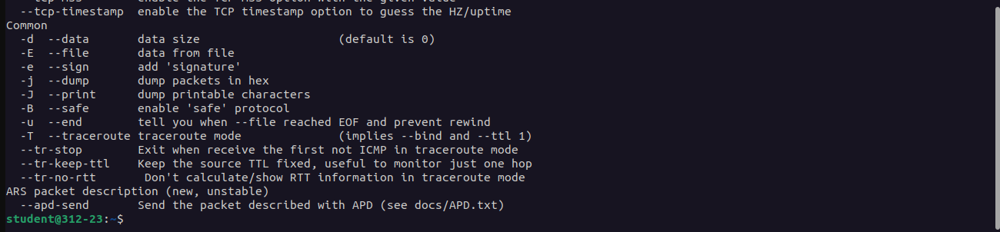 --tcp-timestamp  enable the TCP timestamp option to guess the HZ/uptime
Common
  -d  --data       data size                    (default is 0)
  -E  --file       data from file
  -e  --sign       add 'signature'
  -j  --dump       dump packets in hex
  -J  --print      dump printable characters
  -B  --safe       enable 'safe' protocol
  -u  --end        tell you when --file reached EOF and prevent rewind
  -T  --traceroute traceroute mode              (implies --bind and --ttl 1)
  --tr-stop        Exit when receive the first not ICMP in traceroute mode
  --tr-keep-ttl    Keep the source TTL fixed, useful to monitor just one hop
  --tr-no-rtt       Don't calculate/show RTT information in traceroute mode
ARS packet description (new, unstable)
  --apd-send       Send the packet described with APD (see docs/APD.txt)
student@312-23:~$